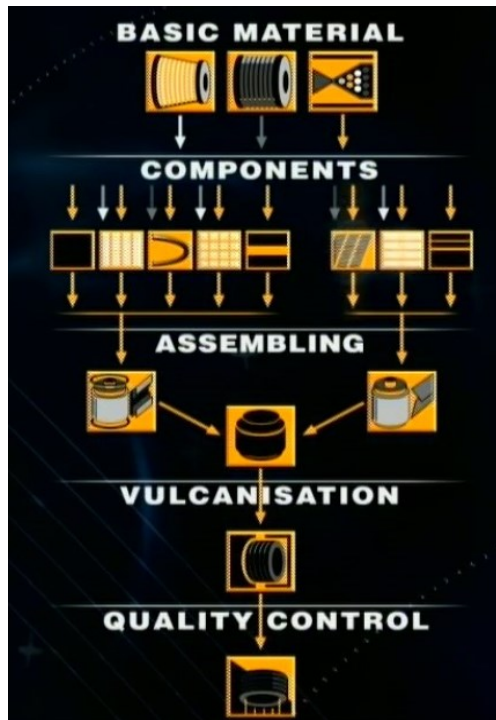 BASIC MATERIAL
COMPONENTS
ASSEMBLING
VULCANISATION
QUALITY CONTROL